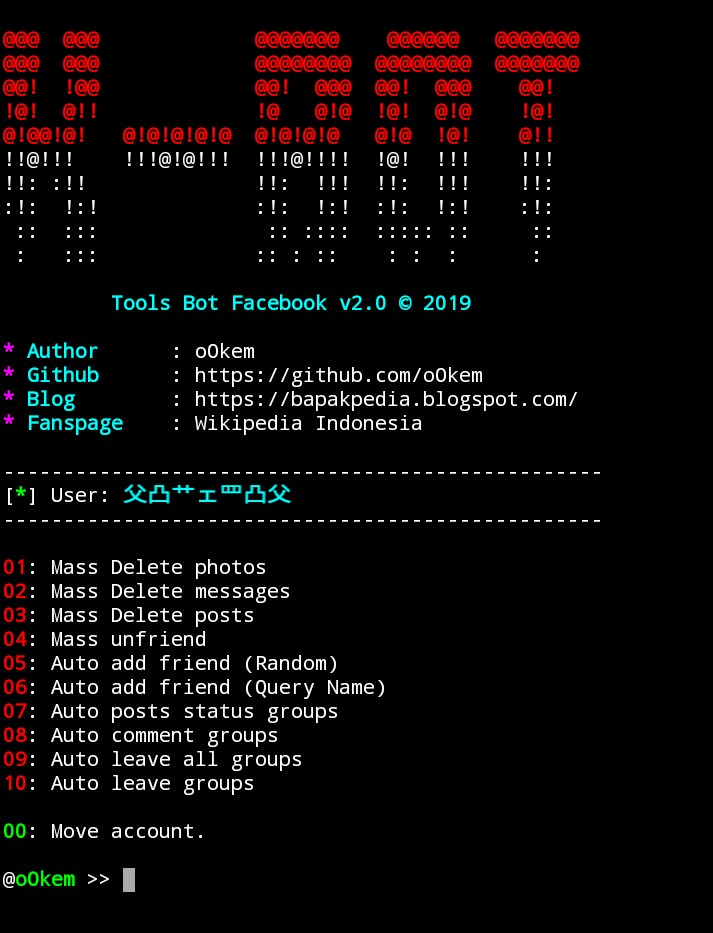 @@@  @@@             @@@@@@@    @@@@@@   @@@@@@@
@@@  @@@             @@@@@@@@  @@@@@@@@  @@@@@@@
@@!  !@@             @@!  @@@  @@!  @@@    @@!
!@!  @!!             !@   @!@  !@!  @!@    !@!
@!@@!@!   @!@!@!@!@  @!@!@!@   @!@  !@!    @!!
!!@!!!    !!!@!@!!!  !!!@!!!!  !@!  !!!    !!!
!!: :!!              !!:  !!!  !!:  !!!    !!:
:!:  !:!             :!:  !:!  :!:  !:!    :!:
 ::  :::              :: ::::  ::::: ::     ::
 :   :::             :: : ::    : :  :      :
Tools Bot Facebook v2.0 © 2019
* Author      : oOkem
* Github      : https://github.com/oOkem
* Blog        : https://bapakpedia.blogspot.com/
* Fanspage    : Wikipedia Indonesia
--------------------------------------------------
[*] User: 父凸艹ェ罒凸父
--------------------------------------------------
01: Mass Delete photos
02: Mass Delete messages
03: Mass Delete posts
04: Mass unfriend
05: Auto add friend (Random)
06: Auto add friend (Query Name)
07: Auto posts status groups
08: Auto comment groups
09: Auto leave all groups
10: Auto leave groups
00: Move account.
@oOkem >>